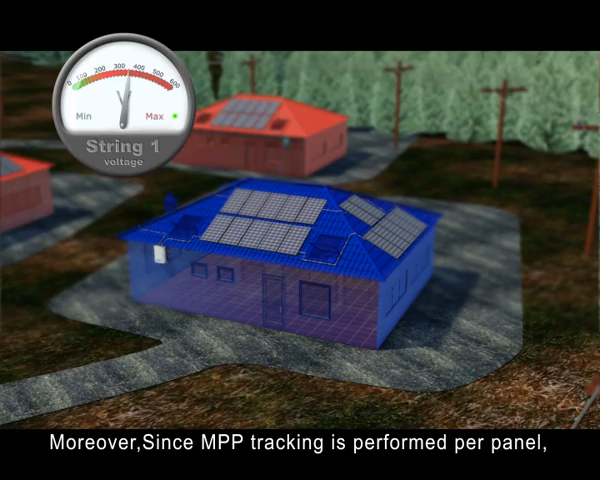 0 100 200 300 400 500 600
Min Max
String 1
voltage
Moreover,Since MPP tracking is performed per panel,